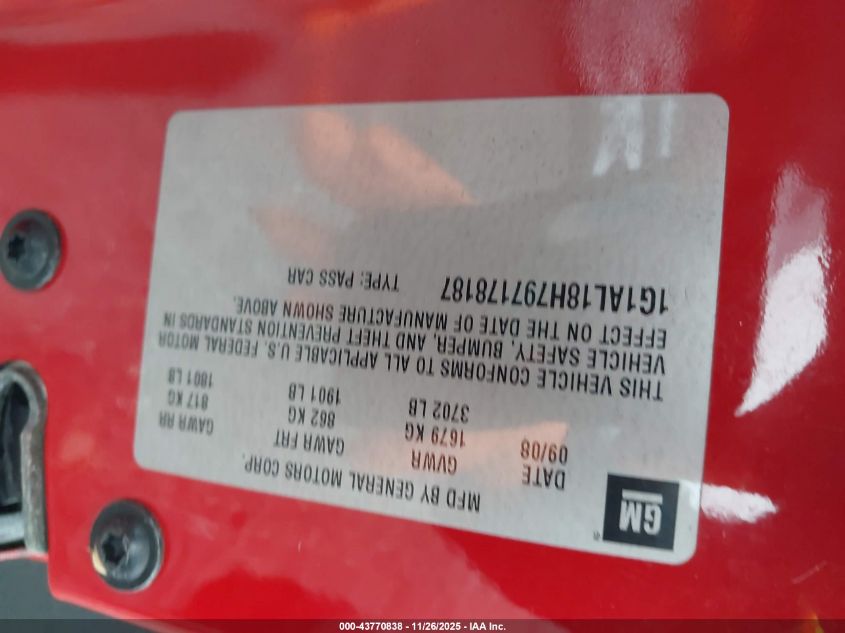 GM
MFD BY GENERAL MOTORS CORP.
DATE GVWR GAWR FRT GAWR RR
09/08 1679 KG 862 KG 817 KG
3702 LB 1901 LB 1801 LB
THIS VEHICLE CONFORMS TO ALL APPLICABLE U.S. FEDERAL MOTOR
VEHICLE SAFETY, BUMPER, AND THEFT PREVENTION STANDARDS IN
EFFECT ON THE DATE OF MANUFACTURE SHOWN ABOVE.
1G1AL18H797178187 TYPE: PASS CAR
000-43770838 - 11/26/2025 - IAA Inc.